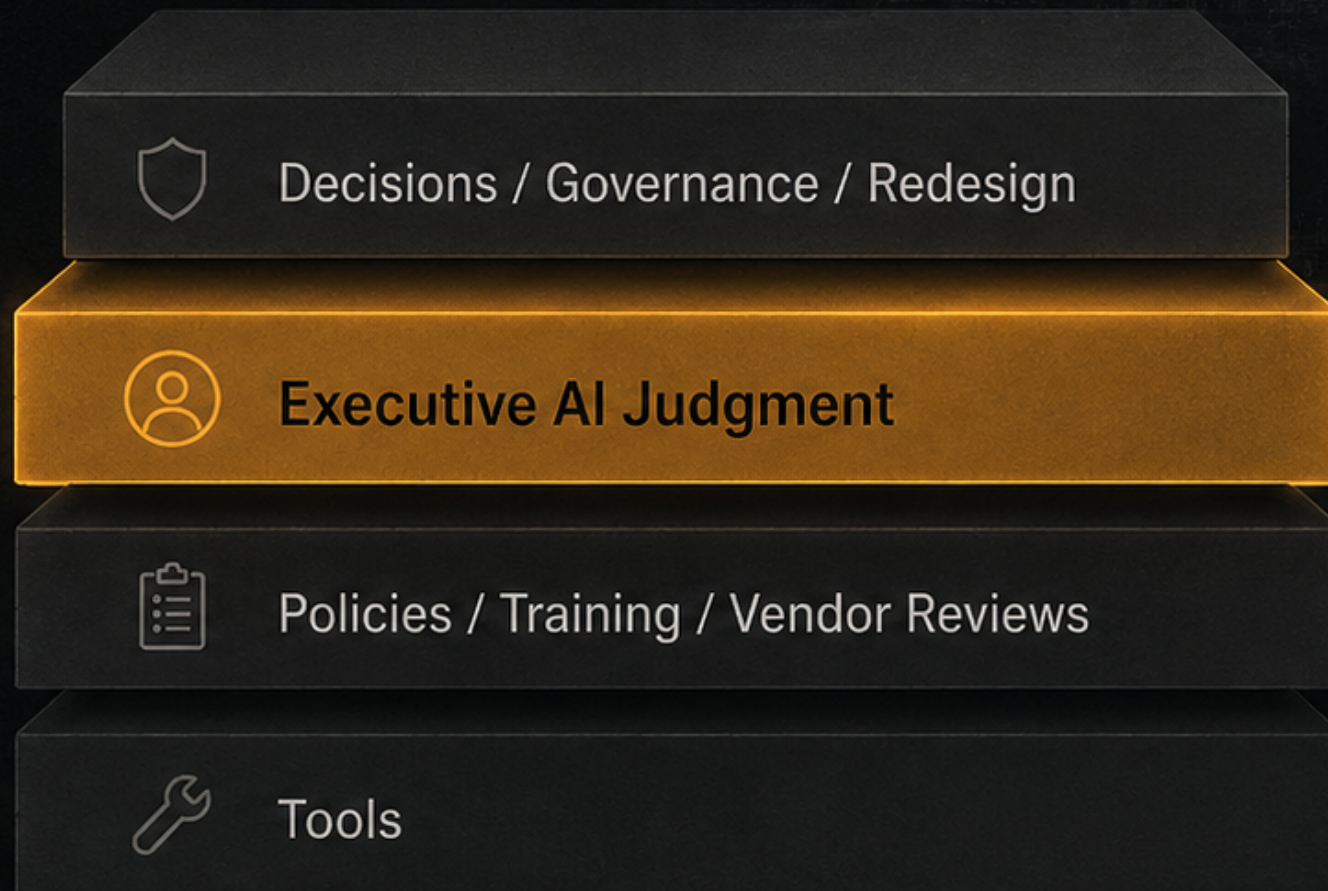 Decisions / Governance / Redesign
Executive AI Judgment
Policies / Training / Vendor Reviews
Tools